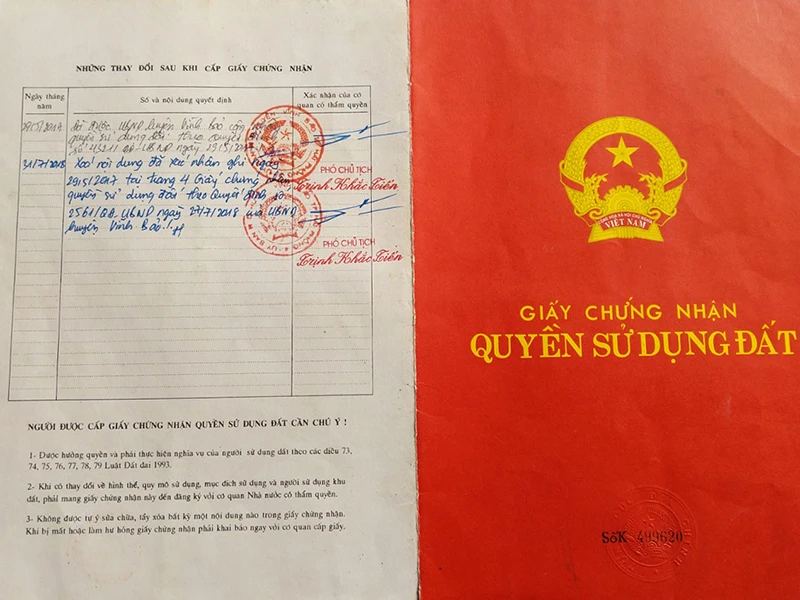 NHỮNG THAY ĐỔI SAU KHI CẤP GIẤY CHỨNG NHẬN
Ngày tháng năm
Số và nội dung quyết định
Xác nhận của cơ quan có thẩm quyền
29/5/2017
UBND huyện Vĩnh Bảo
quyền sử dụng đất theo quyết
ngày 29/5/2017
31/7/2018
Xoá nội dung đã xác nhận ghi ngày
29/5/2017 tại trang 4 Giấy chứng nhận
quyền sử dụng đất theo Quyết định số
2561/QĐ.UBND ngày 27/7/2018 của UBND
huyện Vĩnh Bảo
PHÓ CHỦ TỊCH
Trịnh Khắc Tiến
PHÓ CHỦ TỊCH
Trịnh Khắc Tiến
NGƯỜI ĐƯỢC CẤP GIẤY CHỨNG NHẬN QUYỀN SỬ DỤNG ĐẤT CẦN CHÚ Ý !
1- Được hưởng quyền và phải thực hiện nghĩa vụ của người sử dụng đất theo các điều 73,
74, 75, 76, 77, 78, 79 Luật Đất đai 1993.
2- Khi có thay đổi về hình thể, quy mô sử dụng, mục đích sử dụng và người sử dụng khu
đất, phải mang giấy chứng nhận này đến đăng ký với cơ quan Nhà nước có thẩm quyền.
3- Không được tự ý sửa chữa, tẩy xóa bất kỳ một nội dung nào trong giấy chứng nhận.
Khi bị mất hoặc làm hư hỏng giấy chứng nhận phải khai báo ngay với cơ quan cấp giấy.
VIỆT NAM
GIẤY CHỨNG NHẬN
QUYỀN SỬ DỤNG ĐẤT
SốK 499620